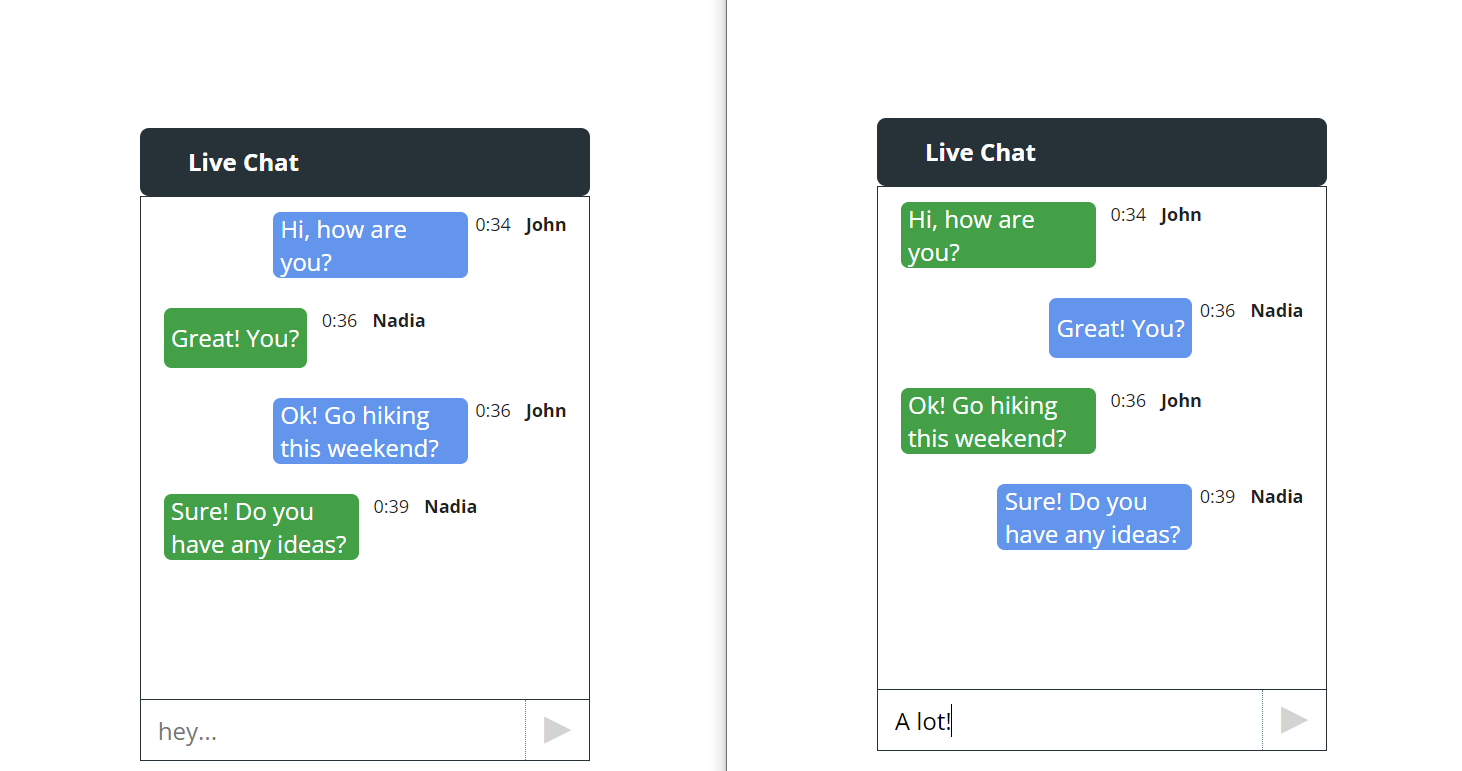 Live Chat
Hi, how are
you?
0:34 John
Great! You?
0:36 Nadia
Ok! Go hiking
this weekend?
0:36 John
Sure! Do you
have any ideas?
0:39 Nadia
hey...
Live Chat
Hi, how are
you?
0:34 John
Great! You?
0:36 Nadia
Ok! Go hiking
this weekend?
0:36 John
Sure! Do you
have any ideas?
0:39 Nadia
A lot!